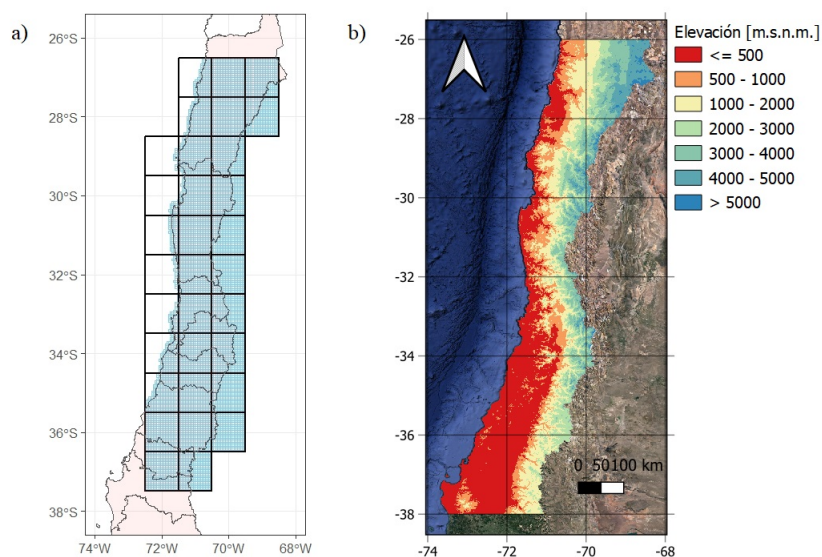 a)
26°S
28°S
30°S
32°S
34°S
36°S
38°S
74°W
72°W
70°W
68°W
b)
-26
-28
-30
-32
-34
-36
-38
-74
-72
-70
-68
0 50100 km
Elevación [m.s.n.m.]
<= 500
500 - 1000
1000 - 2000
2000 - 3000
3000 - 4000
4000 - 5000
> 5000